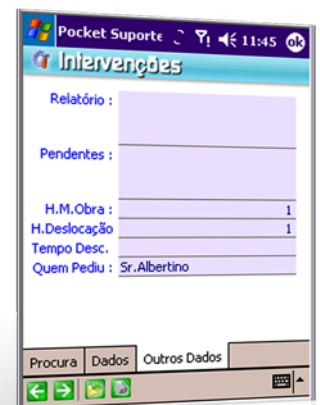 Pocket Suporte 11:45 ok
Intervenções
Relatório :
Pendentes :
H.M.Obra : 1
H.Deslocação 1
Tempo Desc.
Quem Pediu : Sr.Albertino
Procura Dados Outros Dados